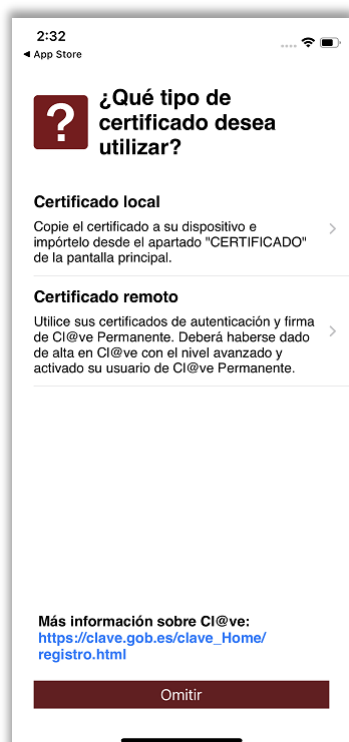 2:32
◀ App Store
?
¿Qué tipo de
certificado desea
utilizar?
Certificado local
Copie el certificado a su dispositivo e
impórtelo desde el apartado "CERTIFICADO"
de la pantalla principal.
Certificado remoto
Utilice sus certificados de autenticación y firma
de Cl@ve Permanente. Deberá haberse dado
de alta en Cl@ve con el nivel avanzado y
activado su usuario de Cl@ve Permanente.
Más información sobre Cl@ve:
https://clave.gob.es/clave_Home/
registro.html
Omitir